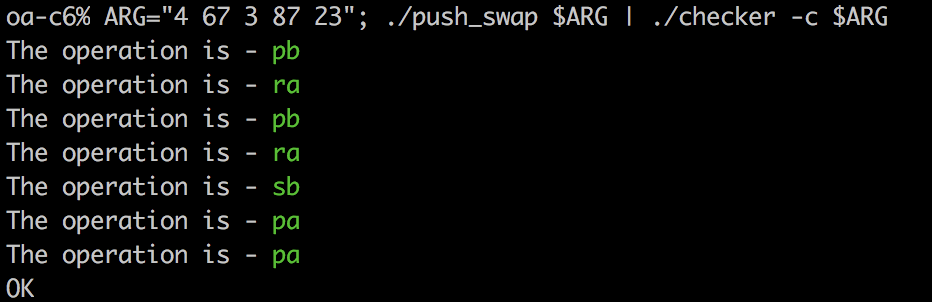 oa-c6% ARG="4 67 3 87 23"; ./push_swap $ARG | ./checker -c $ARG
The operation is - pb
The operation is - ra
The operation is - pb
The operation is - ra
The operation is - sb
The operation is - pa
The operation is - pa
OK